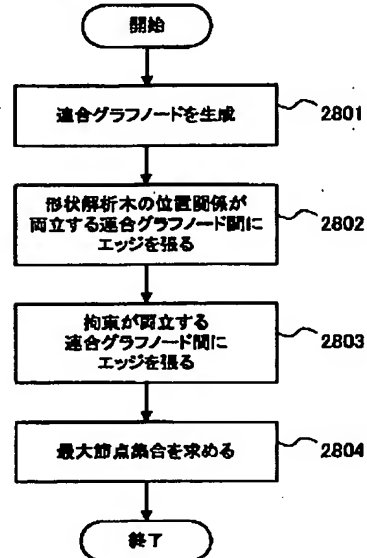 開始
連合グラフノードを生成
2801
形状解析木の位置関係が
両立する連合グラフノード間に
エッジを張る
2802
拘束が両立する
連合グラフノード間に
エッジを張る
2803
最大節点集合を求める
2804
終了